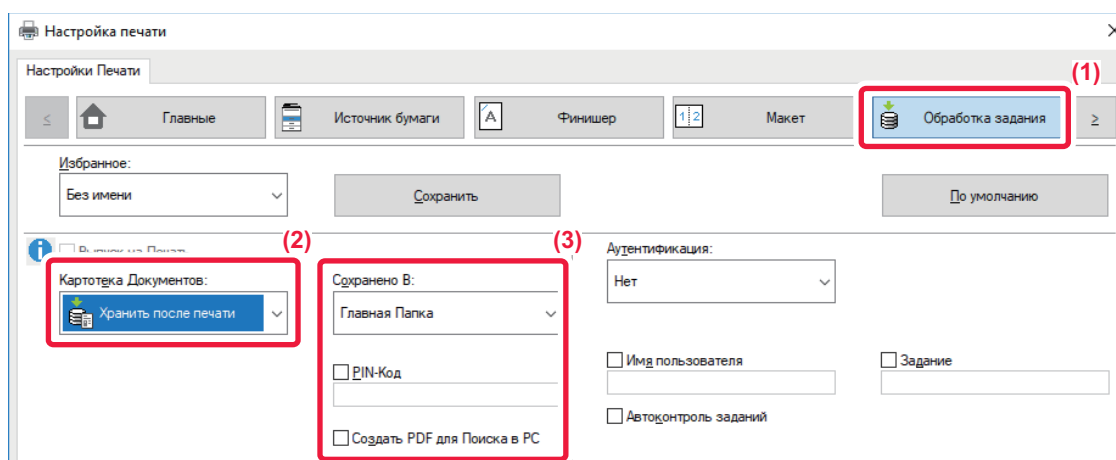 Настройка печати
Настройки Печати
(1)
< Главные Источник бумаги A Финишер 1 2 Макет Обработка задания >
Избранное:
Без имени Сохранить По умолчанию
(2) (3)
Аутентификация:
Картотека Документов: Сохранено В: Нет
Хранить после печати Главная Папка
Имя пользователя Задание
PIN-Код
Автоконтроль заданий
Создать PDF для Поиска в PC